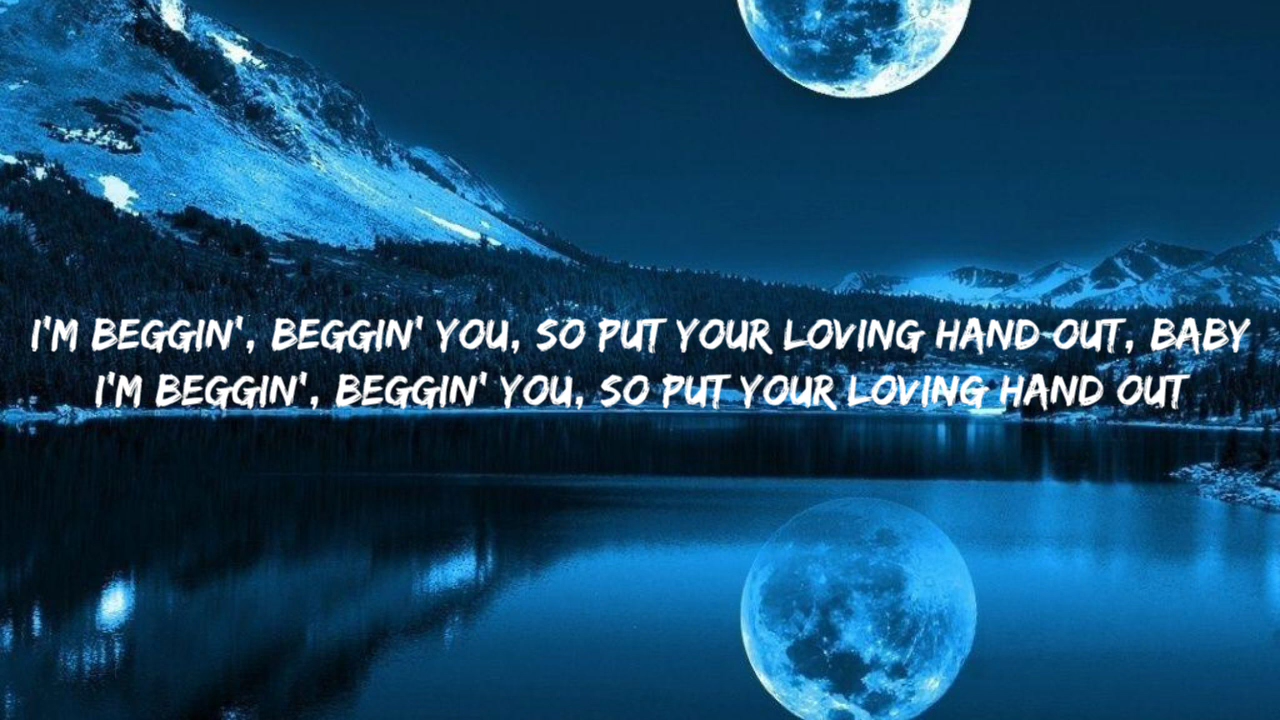 I'M BEGGIN', BEGGIN' YOU, SO PUT YOUR LOVING HAND OUT, BABY
I'M BEGGIN', BEGGIN' YOU, SO PUT YOUR LOVING HAND OUT